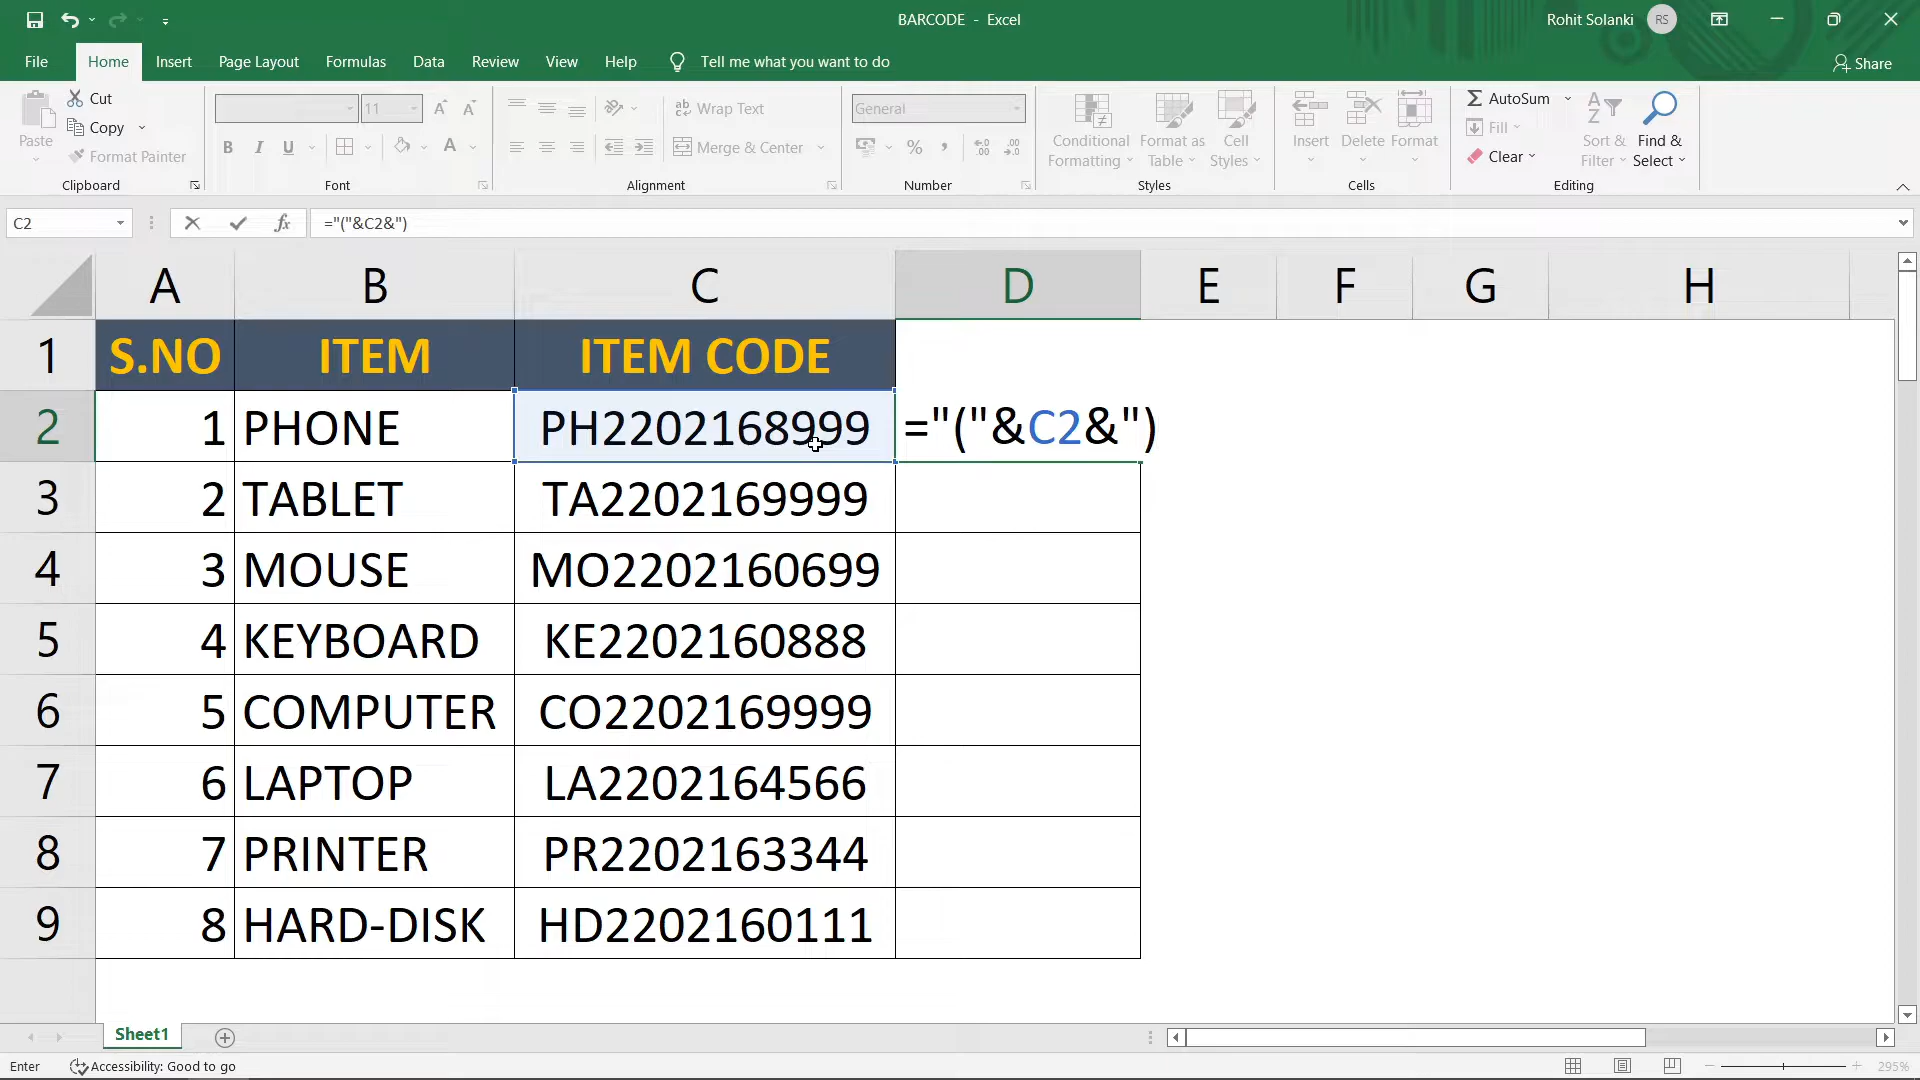 BARCODE - Excel
Rohit Solanki RS
File Home Insert Page Layout Formulas Data Review View Help Tell me what you want to do Share
Paste
Cut
Copy
Format Painter
Clipboard
11
B I U A
Font
Wrap Text
Merge & Center
Alignment
General
%
Number
Conditional Formatting
Format as Table
Cell Styles
Styles
Insert Delete Format
Cells
AutoSum
Fill
Clear
Sort & Filter
Find & Select
Editing
C2 fx ="("&C2&")
A B C D E F G H
1 S.NO ITEM ITEM CODE
2 1 PHONE PH2202168999 ="("&C2&")
3 2 TABLET TA2202169999
4 3 MOUSE MO2202160699
5 4 KEYBOARD KE2202160888
6 5 COMPUTER CO2202169999
7 6 LAPTOP LA2202164566
8 7 PRINTER PR2202163344
9 8 HARD-DISK HD2202160111
Sheet1
Enter Accessibility: Good to go 295%